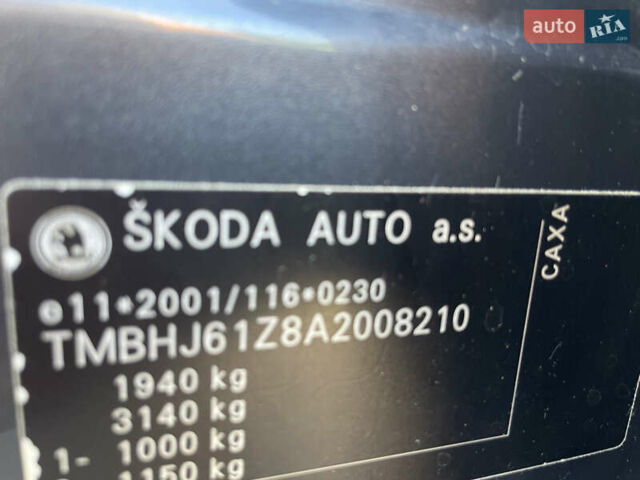 auto RIA .com
ŠKODA AUTO a.s.
e11*2001/116*0230
TMBHJ61Z8A2008210
1940 kg
3140 kg
1- 1000 kg
1150 kg
CAXA